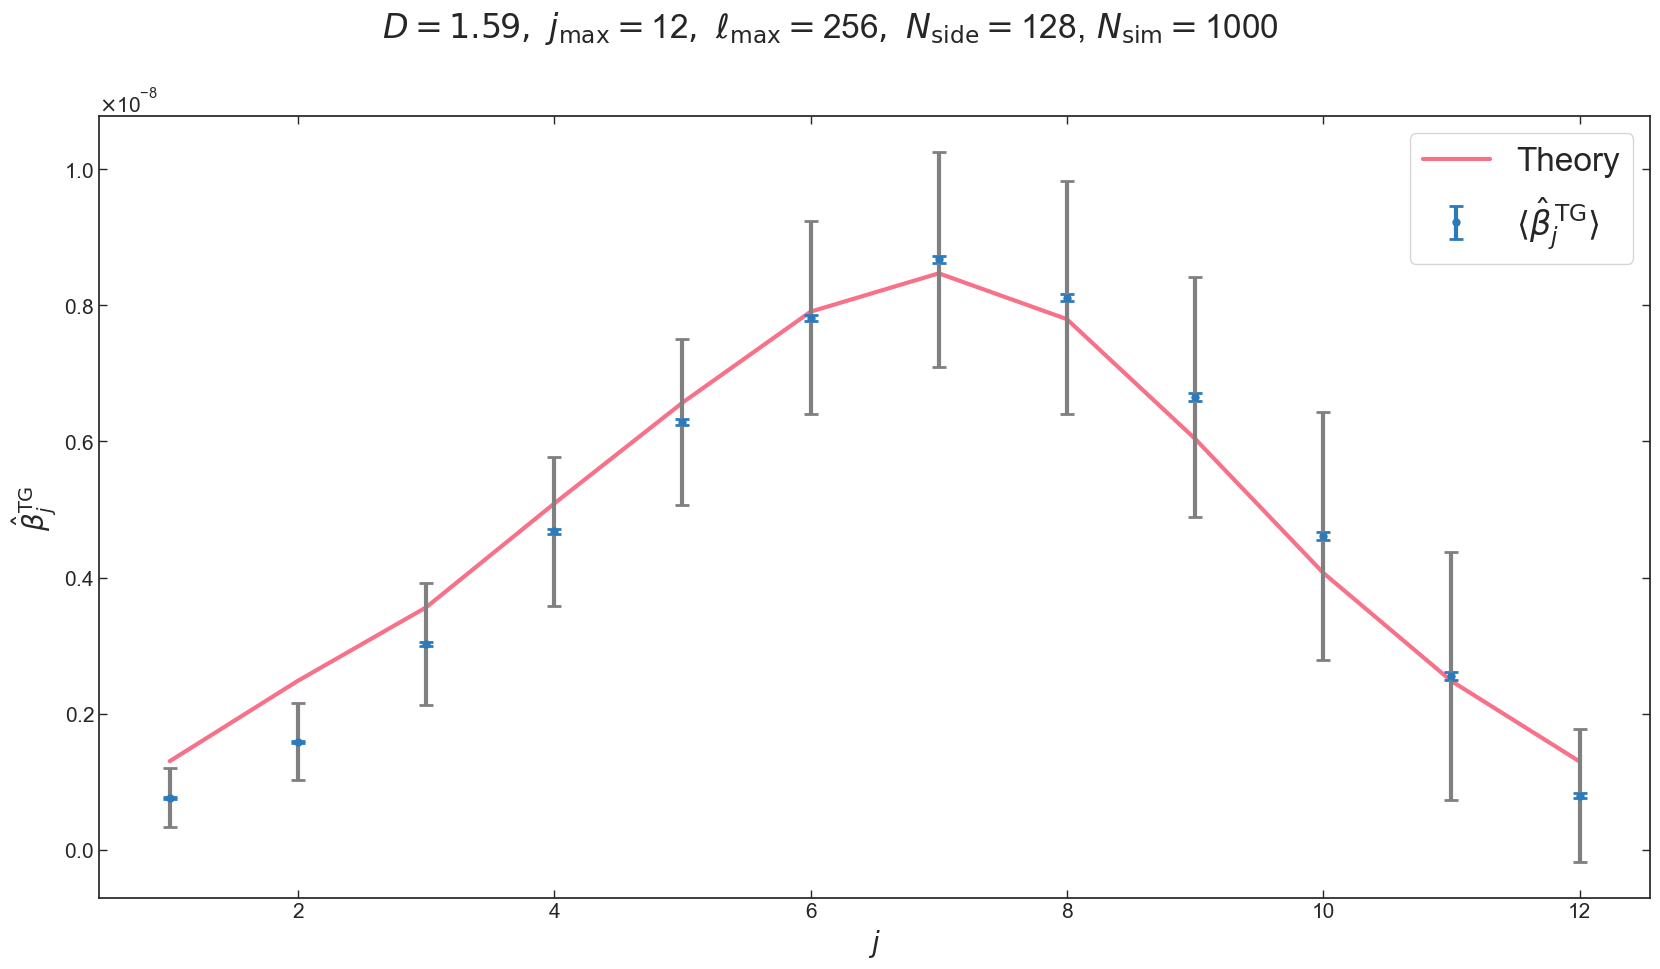 D = 1.59, j_max = 12, ℓ_max = 256, N_side = 128, N_sim = 1000
×10⁻⁸
1.0
0.8
0.6
0.4
0.2
0.0
β̂_j^TG
Theory
⟨β̂_j^TG⟩
2 4 6 8 10 12
j